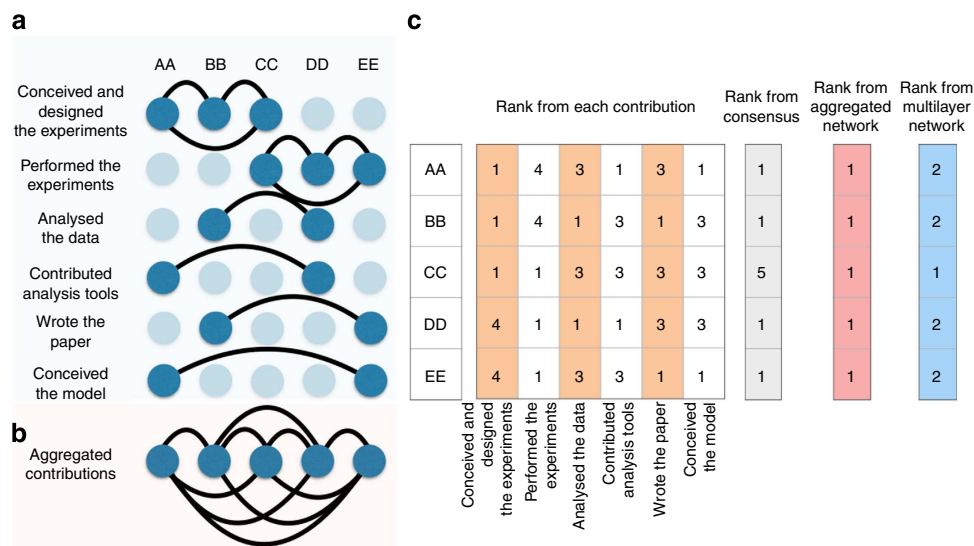 a
AA BB CC DD EE
Conceived and
designed
the experiments
Performed the
experiments
Analysed
the data
Contributed
analysis tools
Wrote the
paper
Conceived
the model
b
Aggregated
contributions
c
Rank from each contribution
Rank from
consensus
Rank from
aggregated
network
Rank from
multilayer
network
AA 1 4 3 1 3 1 1 1 2
BB 1 4 1 3 1 3 1 1 2
CC 1 1 3 3 3 3 5 1 1
DD 4 1 1 1 3 3 1 1 2
EE 4 1 3 3 1 1 1 1 2
Conceived and
designed
the experiments
Performed the
experiments
Analysed the data
Contributed
analysis tools
Wrote the paper
Conceived
the model